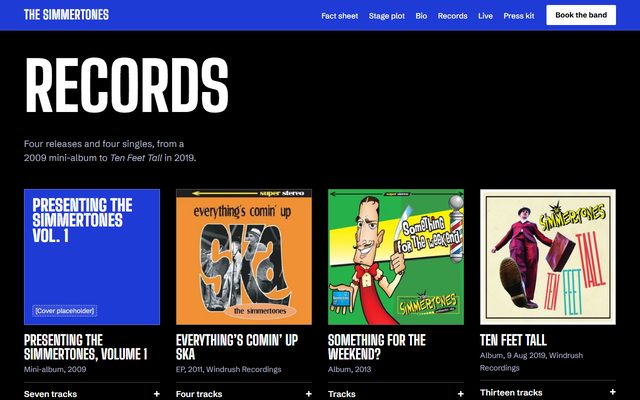 THE SIMMERTONES
Fact sheet
Stage plot
Bio
Records
Live
Press kit
Book the band
RECORDS
Four releases and four singles, from a
2009 mini-album to Ten Feet Tall in 2019.
PRESENTING THE
SIMMERTONES
VOL. 1
[Cover placeholder]
super stereo
everything's comin' up
ska
the simmertones
super stereo
Something
for The weekend
SIMMERTONES
SIMMERTONES
TEN FEET TALL
PRESENTING THE
SIMMERTONES, VOLUME 1
Mini-album, 2009
Seven tracks
+
EVERYTHING'S COMIN' UP
SKA
EP, 2011, Windrush Recordings
Four tracks
+
SOMETHING FOR THE
WEEKEND?
Album, 2013
Tracks
+
TEN FEET TALL
Album, 9 Aug 2019, Windrush
Recordings
Thirteen tracks
+